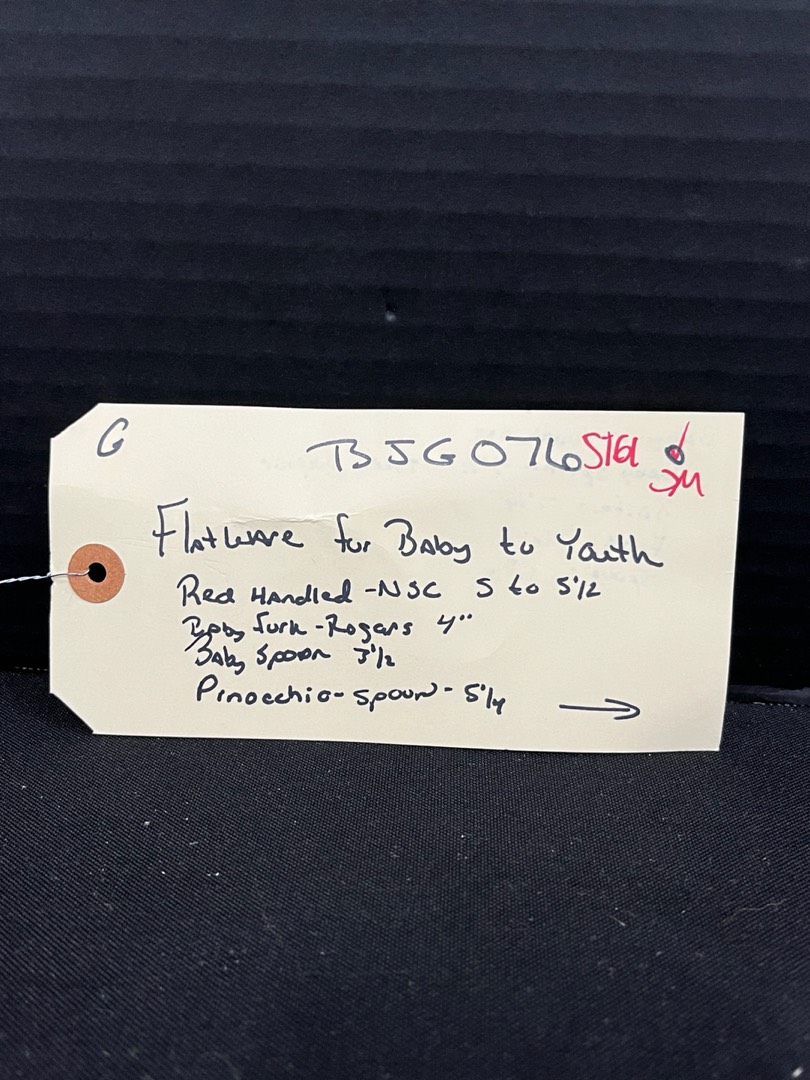 G
BJG076 STGL
JM
Flatware for Baby to Youth
Red Handled - NSC 5 to 5 1/2
Baby fork - Rogers 4"
Baby Spoon 3 1/2
Pinocchio - spoon - 5 1/4 →